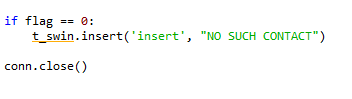 if flag == 0:
    t_swin.insert('insert', "NO SUCH CONTACT")
conn.close()